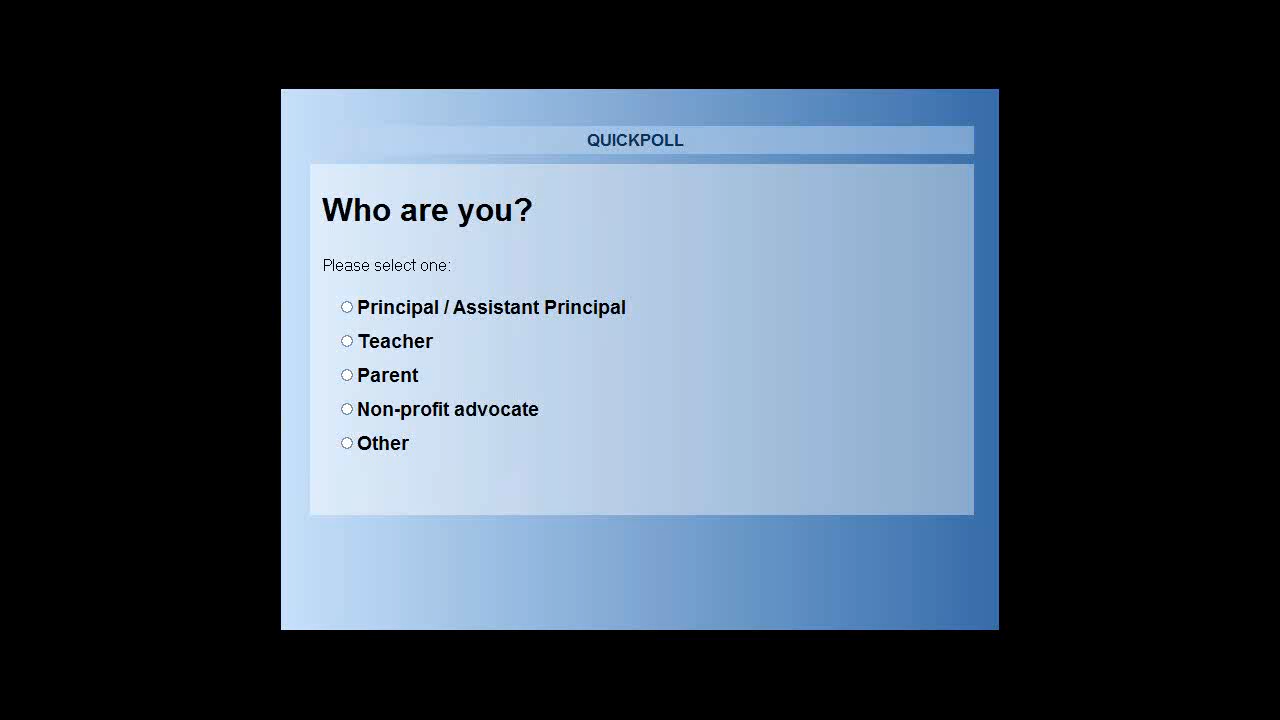 QUICKPOLL
Who are you?
Please select one:
Principal / Assistant Principal
Teacher
Parent
Non-profit advocate
Other